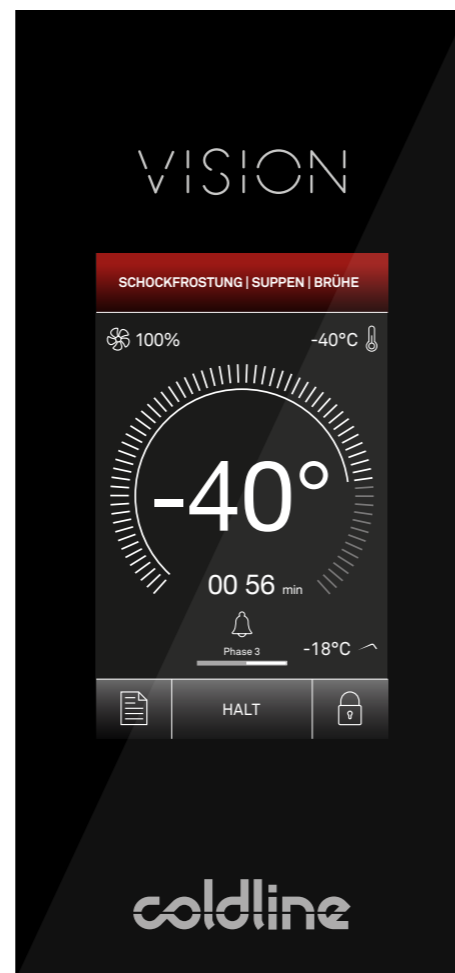 VISION
SCHOCKFROSTUNG | SUPPEN | BRÜHE
100%
-40°C
-40°
00 56 min
Phase 3
-18°C
HALT
coldline